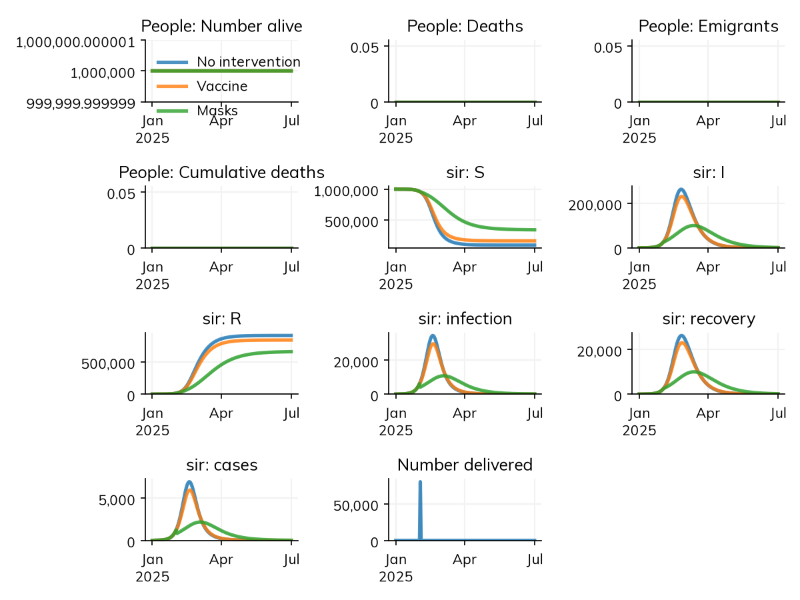 People: Number alive
1,000,000.000001
1,000,000
999,999.999999
No intervention
Vaccine
Masks
Jan
2025
Apr
Jul
People: Deaths
0.05
0
Jan
2025
Apr
Jul
People: Emigrants
0.05
0
Jan
2025
Apr
Jul
People: Cumulative deaths
0.05
0
Jan
2025
Apr
Jul
sir: S
1,000,000
500,000
Jan
2025
Apr
Jul
sir: I
200,000
0
Jan
2025
Apr
Jul
sir: R
500,000
0
Jan
2025
Apr
Jul
sir: infection
20,000
0
Jan
2025
Apr
Jul
sir: recovery
20,000
0
Jan
2025
Apr
Jul
sir: cases
5,000
0
Jan
2025
Apr
Jul
Number delivered
50,000
0
Jan
2025
Apr
Jul